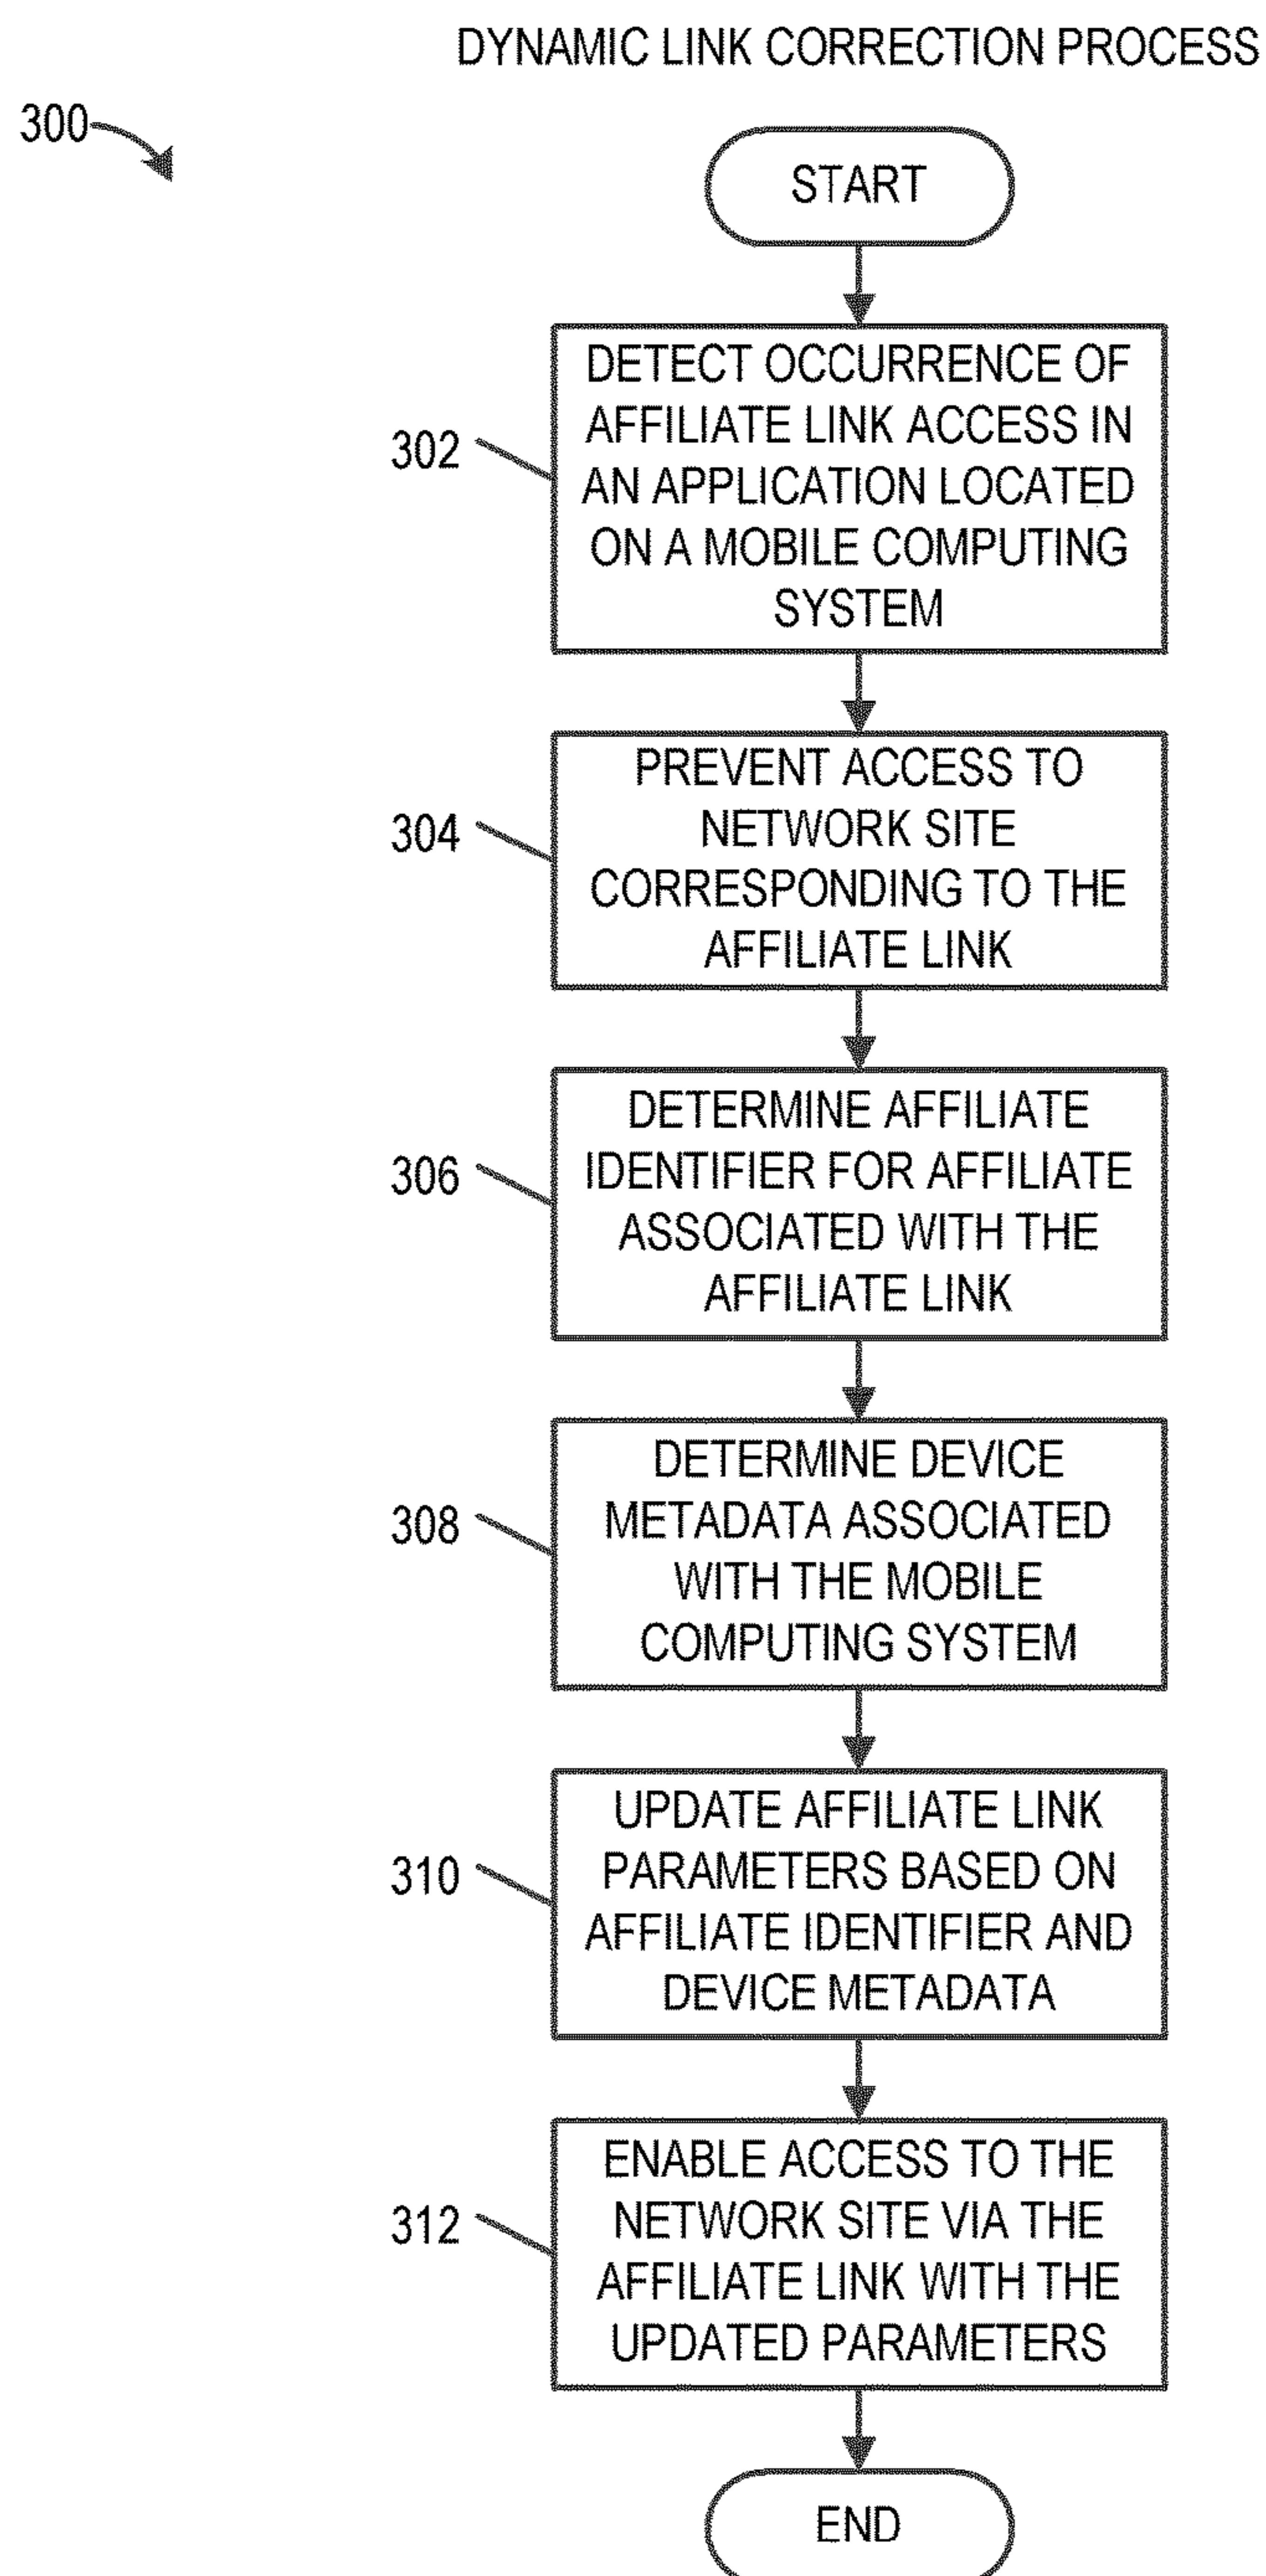 DYNAMIC LINK CORRECTION PROCESS
300
START
302
DETECT OCCURRENCE OF
AFFILIATE LINK ACCESS IN
AN APPLICATION LOCATED
ON A MOBILE COMPUTING
SYSTEM
304
PREVENT ACCESS TO
NETWORK SITE
CORRESPONDING TO THE
AFFILIATE LINK
306
DETERMINE AFFILIATE
IDENTIFIER FOR AFFILIATE
ASSOCIATED WITH THE
AFFILIATE LINK
308
DETERMINE DEVICE
METADATA ASSOCIATED
WITH THE MOBILE
COMPUTING SYSTEM
310
UPDATE AFFILIATE LINK
PARAMETERS BASED ON
AFFILIATE IDENTIFIER AND
DEVICE METADATA
312
ENABLE ACCESS TO THE
NETWORK SITE VIA THE
AFFILIATE LINK WITH THE
UPDATED PARAMETERS
END